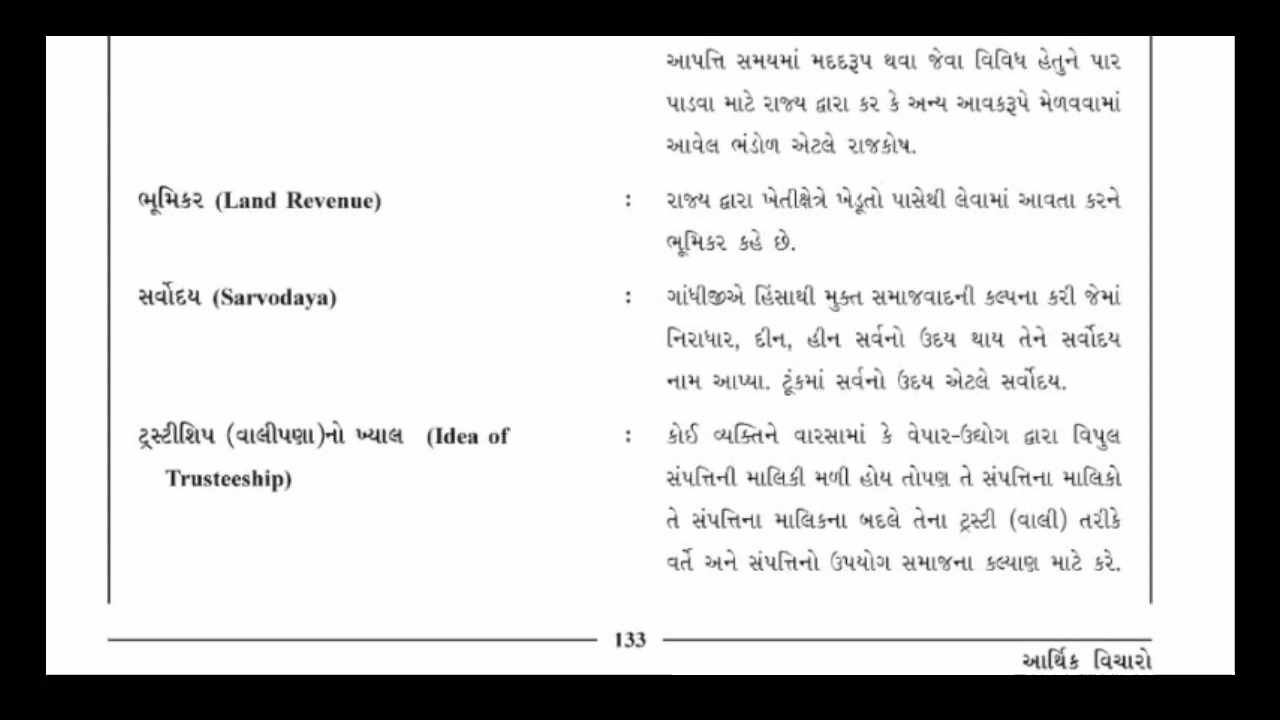 આપત્તિ સમયમાં મદદરૂપ થવા જેવા વિવિધ હેતુને પાર
પાડવા માટે રાજ્ય દ્વારા કર કે અન્ય આવકરૂપે મેળવવામાં
આવેલ ભંડોળ એટલે રાજકોષ.
ભૂમિકર (Land Revenue) : રાજ્ય દ્વારા ખેતીક્ષેત્રે ખેડૂતો પાસેથી લેવામાં આવતા કરને
ભૂમિકર કહે છે.
સર્વોદય (Sarvodaya) : ગાંધીજીએ હિંસાથી મુક્ત સમાજવાદની કલ્પના કરી જેમાં
નિરાધાર, દીન, હીન સર્વનો ઉદય થાય તેને સર્વોદય
નામ આપ્યા. ટૂંકમાં સર્વનો ઉદય એટલે સર્વોદય.
ટ્રસ્ટીશિપ (વાલીપણા)નો ખ્યાલ (Idea of : કોઈ વ્યક્તિને વારસામાં કે વેપાર-ઉદ્યોગ દ્વારા વિપુલ
Trusteeship) સંપત્તિની માલિકી મળી હોય તોપણ તે સંપત્તિના માલિકો
તે સંપત્તિના માલિકના બદલે તેના ટ્રસ્ટી (વાલી) તરીકે
વર્તે અને સંપત્તિનો ઉપયોગ સમાજના કલ્યાણ માટે કરે.
133
આર્થિક વિચારો